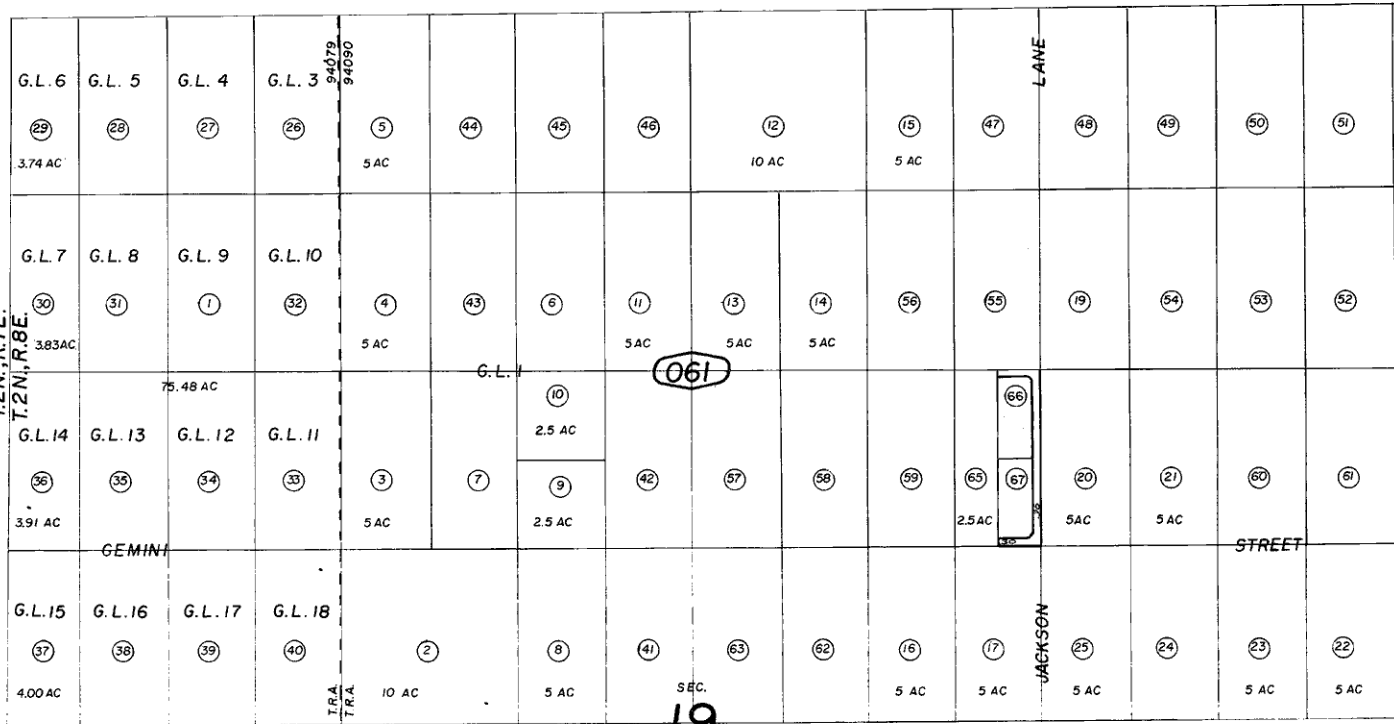 94079
94090
LANE
G.L. 6 G.L. 5 G.L. 4 G.L. 3
29 28 27 26 5 44 45 46 12 15 47 48 49 50 51
3.74 AC 5 AC 10 AC 5 AC
G.L. 7 G.L. 8 G.L. 9 G.L. 10
30 31 1 32 4 43 6 11 13 14 56 55 19 54 53 52
3.83AC 5 AC 5 AC 5 AC 5 AC
T.2N., R.8E.
G.L. 1
061
75.48 AC
10 66
2.5 AC
G.L. 14 G.L. 13 G.L. 12 G.L. 11
36 35 34 33 3 7 9 42 57 58 59 65 67 20 21 60 61
3.91 AC 5 AC 2.5 AC 2.5 AC 5AC 5 AC
30
GEMINI STREET
G.L. 15 G.L. 16 G.L. 17 G.L. 18
37 38 39 40 2 8 41 63 62 16 17 25 24 23 22
4.00 AC 10 AC 5 AC 5 AC 5 AC 5 AC 5 AC 5 AC
JACKSON
T.R.A.
T.R.A.
SEC.
19